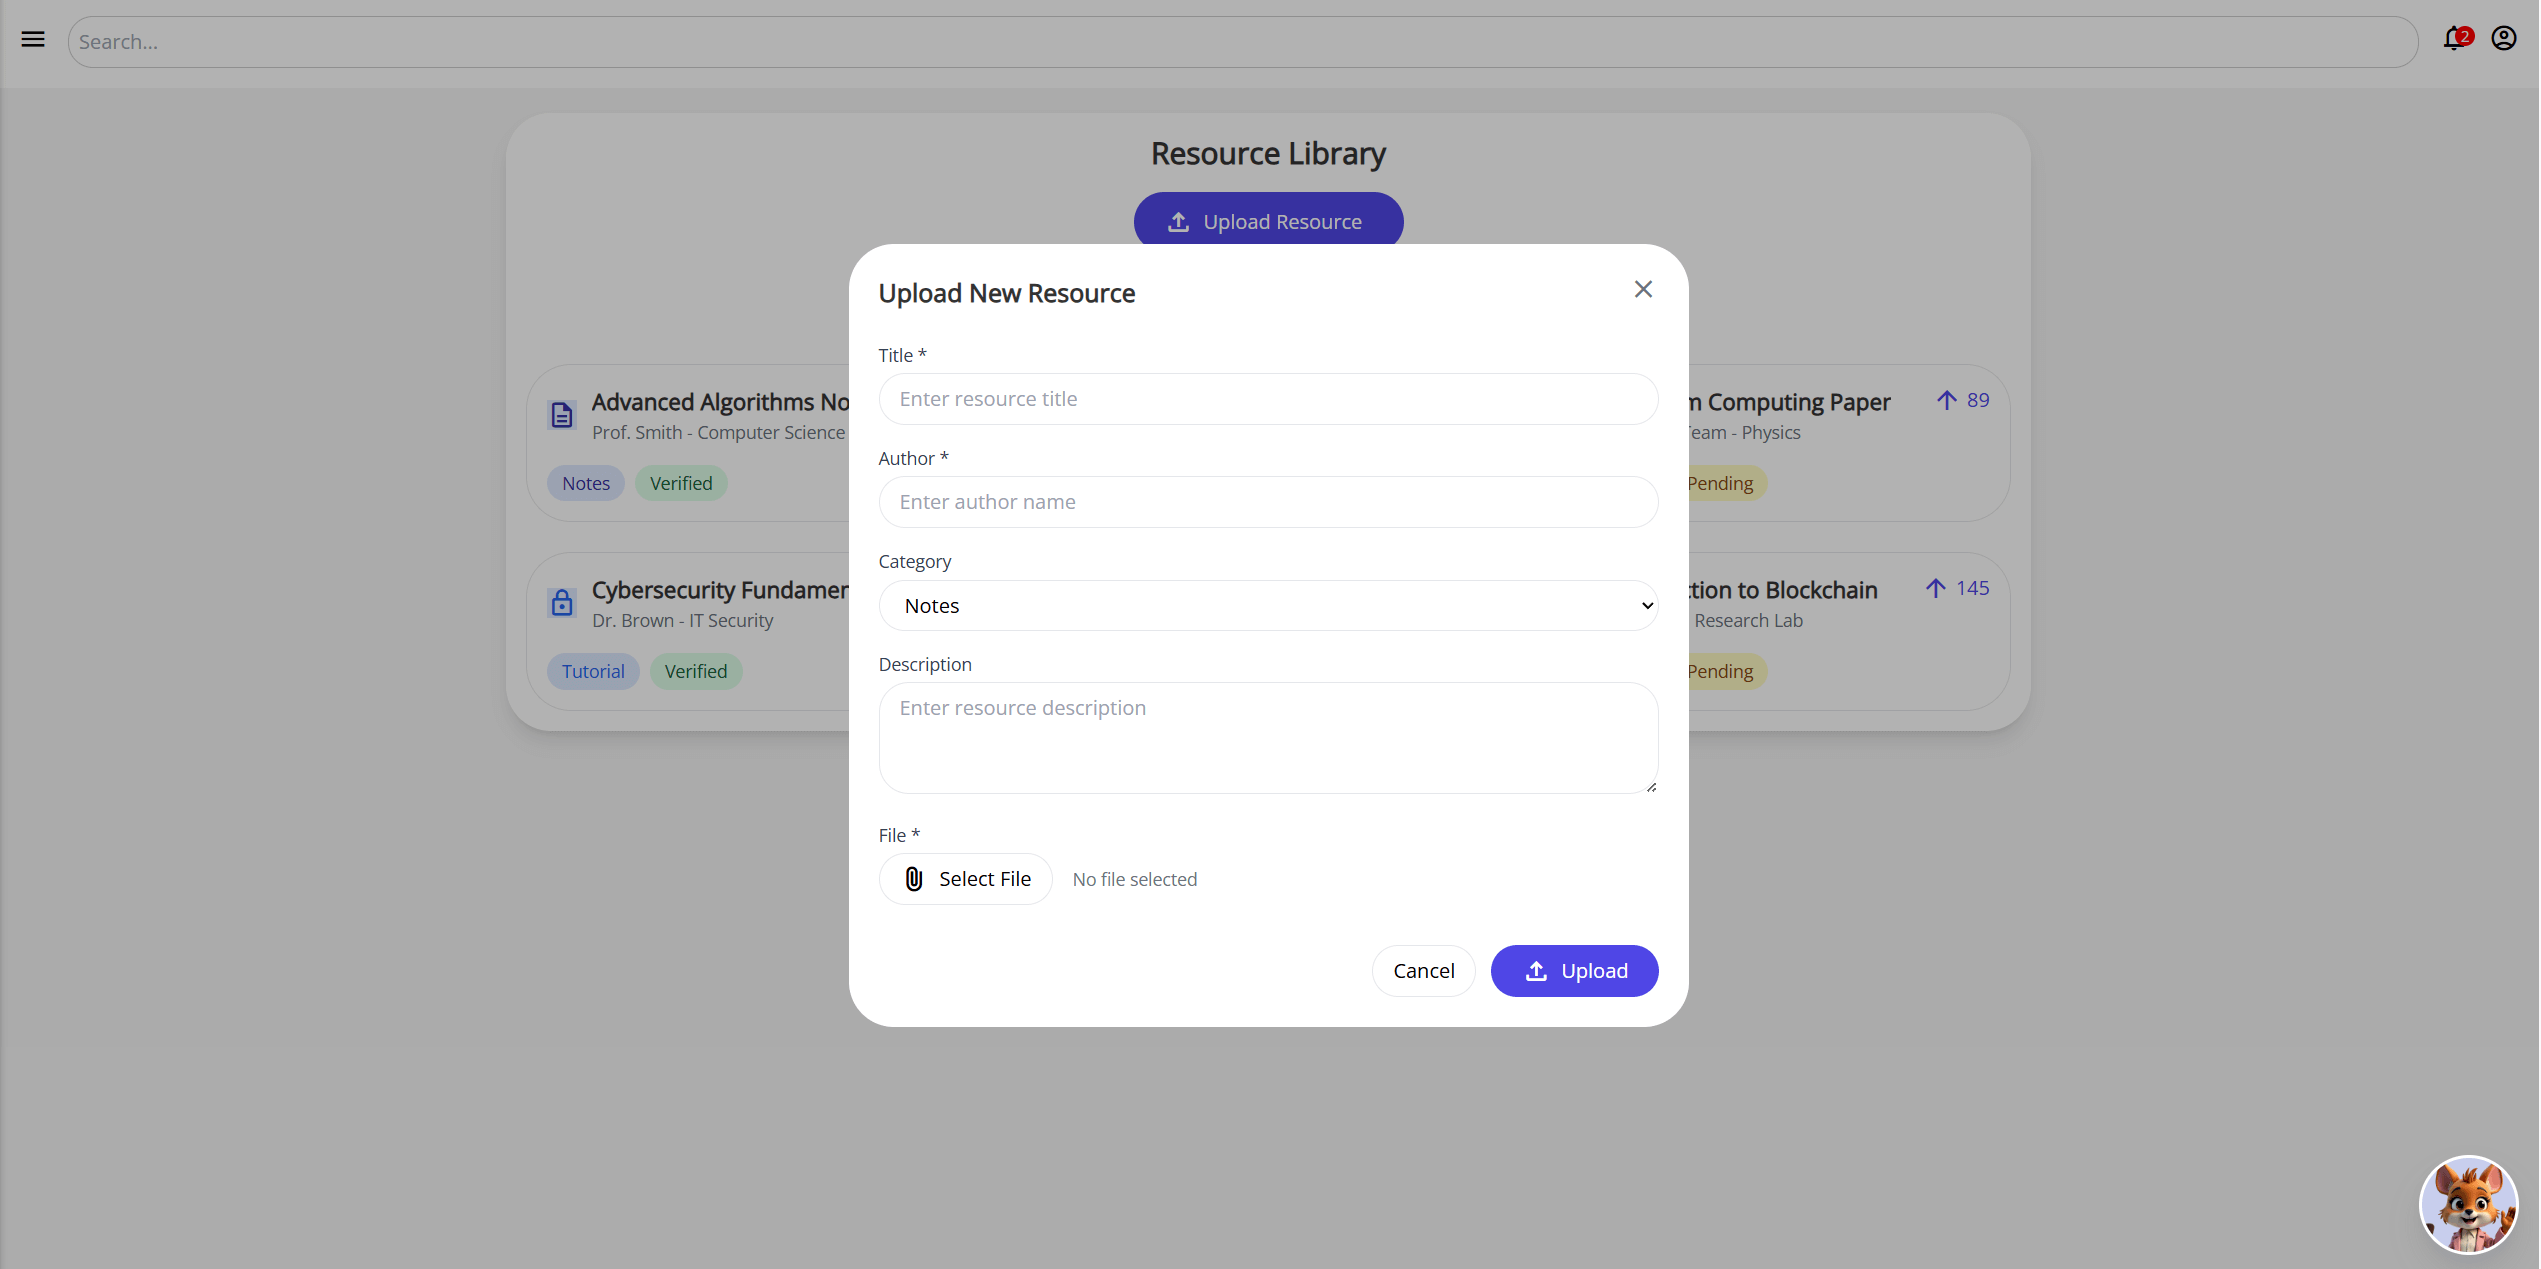 Search...
2
Resource Library
Upload Resource
Upload New Resource
Title *
Enter resource title
Author *
Enter author name
Category
Notes
Description
Enter resource description
File *
Select File
No file selected
Cancel
Upload
Advanced Algorithms No
Prof. Smith - Computer Science
Notes
Verified
m Computing Paper
89
Team - Physics
Pending
Cybersecurity Fundamen
Dr. Brown - IT Security
Tutorial
Verified
ction to Blockchain
145
Research Lab
Pending